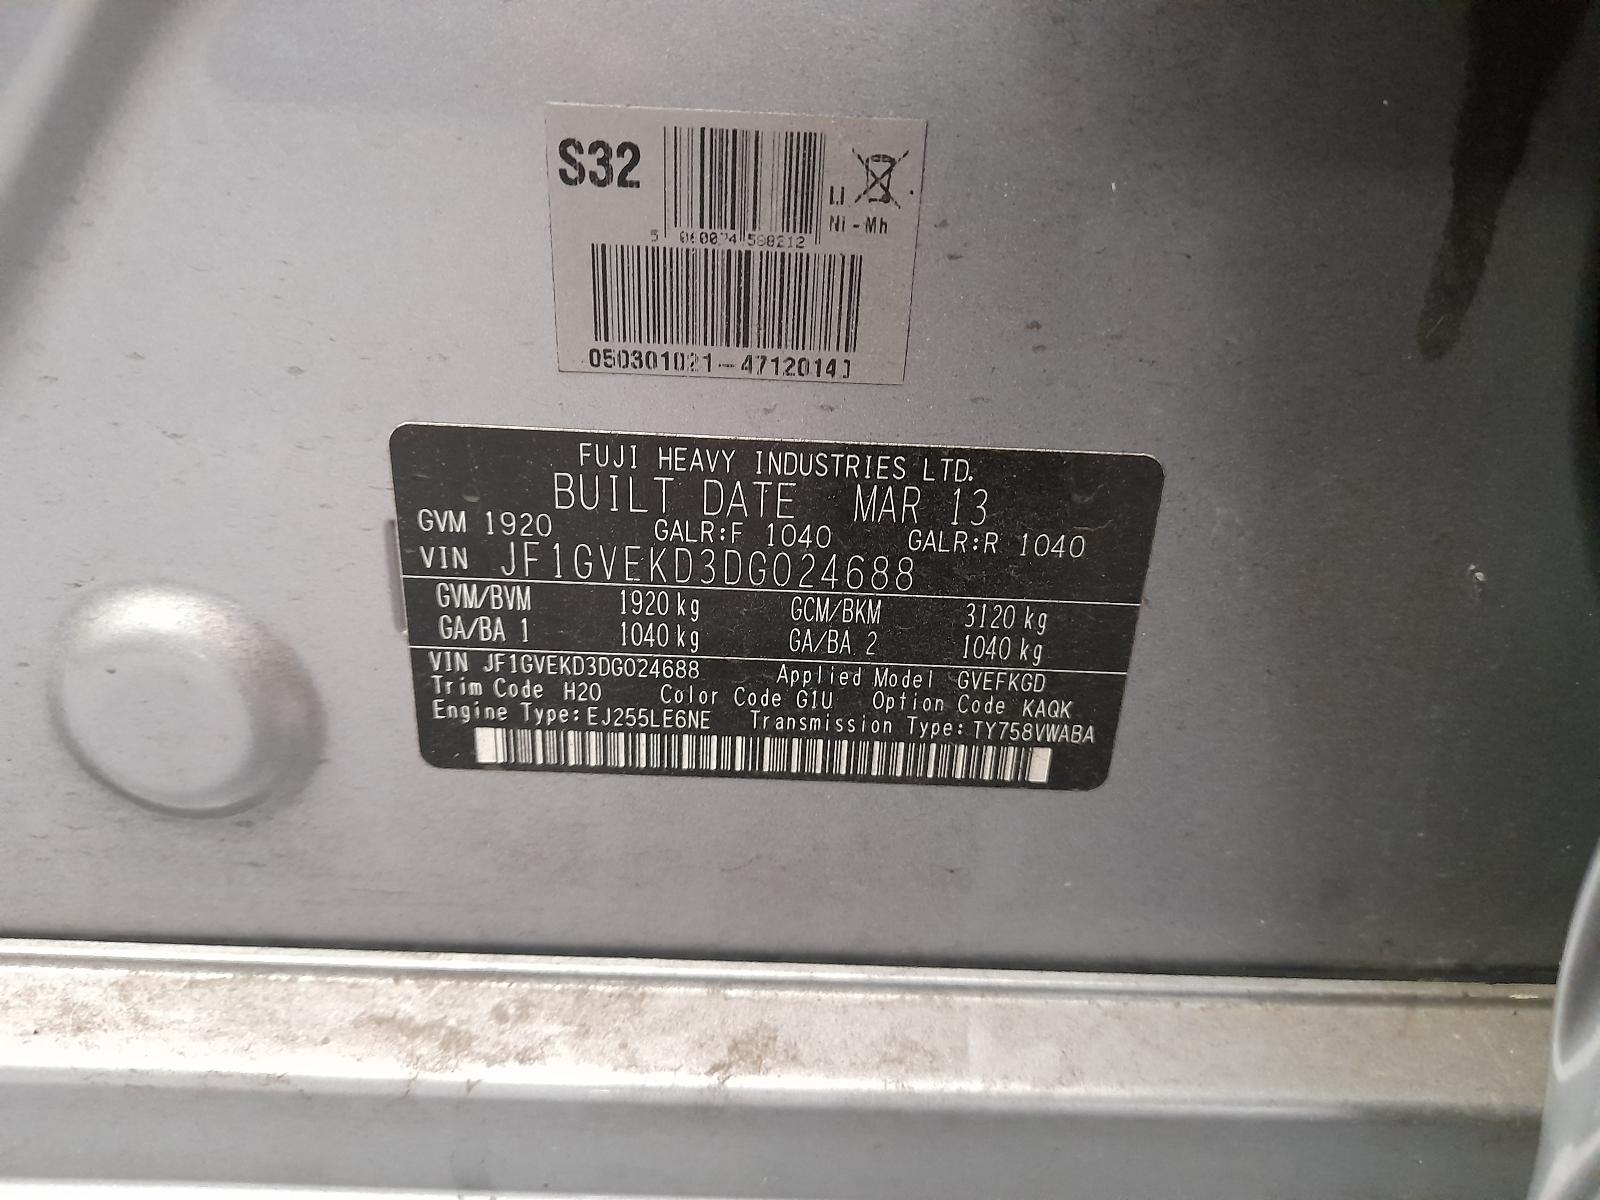 S32
LI
Ni-Mh
5 060074 588212
050301021-4712014J
FUJI HEAVY INDUSTRIES LTD.
BUILT DATE MAR 13
GVM 1920 GALR:F 1040 GALR:R 1040
VIN JF1GVEKD3DG024688
GVM/BVM 1920 kg GCM/BKM 3120 kg
GA/BA 1 1040 kg GA/BA 2 1040 kg
VIN JF1GVEKD3DG024688 Applied Model GVEFKGD
Trim Code H20 Color Code G1U Option Code KAQK
Engine Type: EJ255LE6NE Transmission Type: TY758VWABA